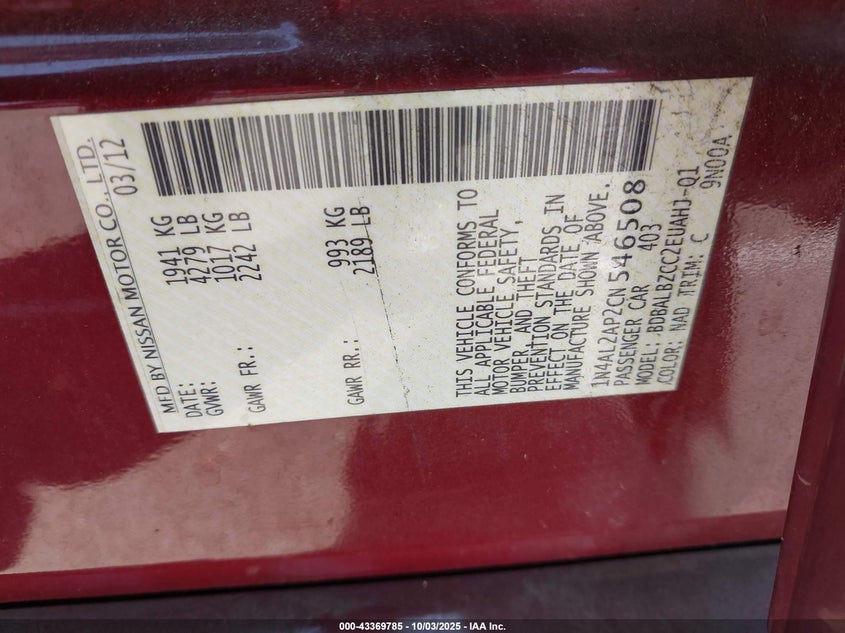 MFD BY NISSAN MOTOR CO., LTD.
DATE: 03/12
GVWR: 1941 KG
4279 LB
GAWR FR.: 1017 KG
2242 LB
GAWR RR.: 993 KG
2189 LB
THIS VEHICLE CONFORMS TO
ALL APPLICABLE FEDERAL
MOTOR VEHICLE SAFETY,
BUMPER, AND THEFT
PREVENTION STANDARDS IN
EFFECT ON THE DATE OF
MANUFACTURE SHOWN ABOVE.
1N4AL2AP2CN546508
PASSENGER CAR 403
MODEL: BDBALBZCC2EUAHJ-Q1
COLOR: NAD TRIM: C 9N00A
000-43369785 - 10/03/2025 - IAA Inc.